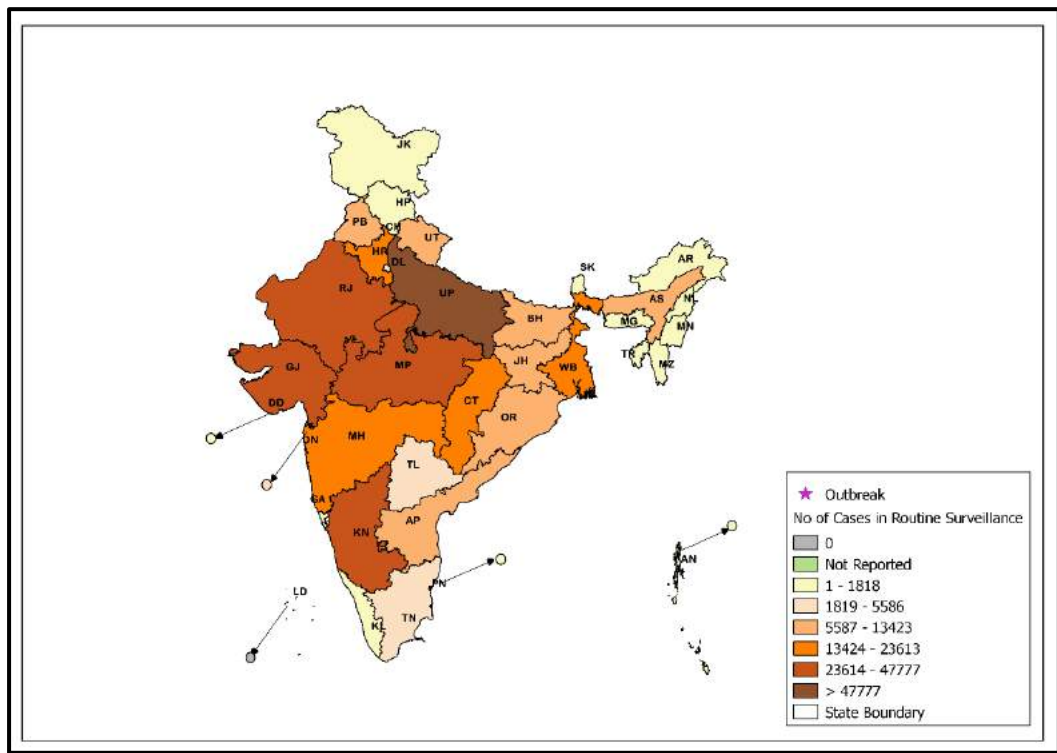 JK
HP
PB
CH
UT
HR
DL
AR
SK
RJ
UP
AS
NL
BH
MG
MN
TR
MZ
GJ
MP
JH
WB
DD
CT
OR
DN
MH
TL
GA
KN
AP
AN
PN
LD
KL
TN
Outbreak
No of Cases in Routine Surveillance
0
Not Reported
1 - 1818
1819 - 5586
5587 - 13423
13424 - 23613
23614 - 47777
> 47777
State Boundary